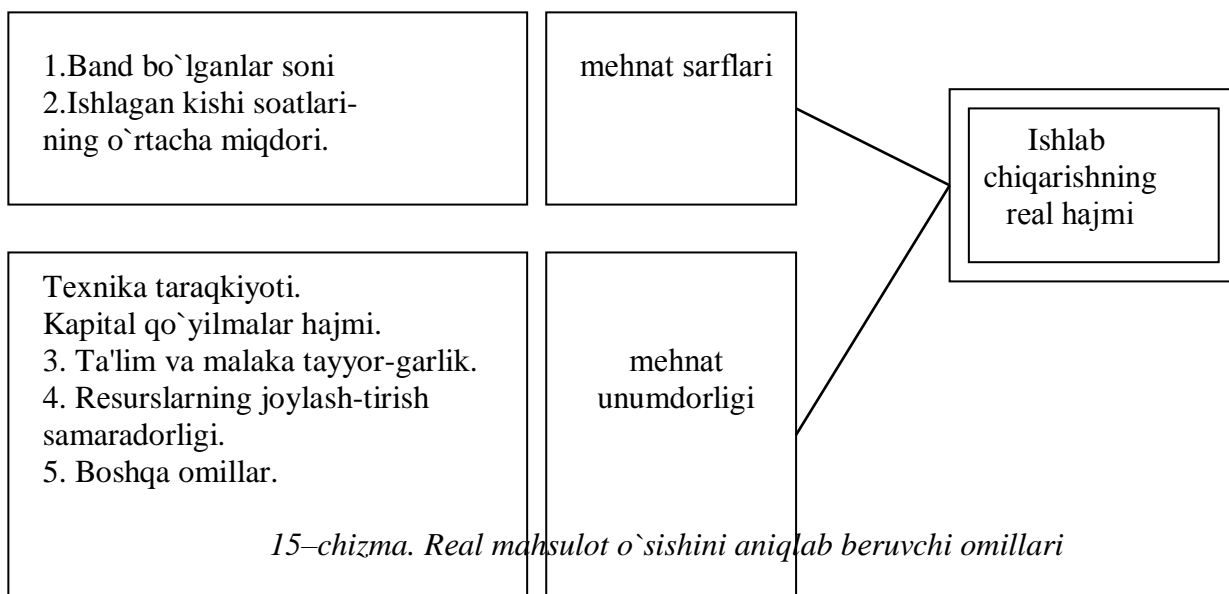 1.Band bo`lganlar soni
2.Ishlagan kishi soatlari-
ning o`rtacha miqdori.
mehnat sarflari
Ishlab
chiqarishning
real hajmi
Texnika taraqkiyoti.
Kapital qo`yilmalar hajmi.
3. Ta'lim va malaka tayyor-garlik.
4. Resurslarning joylash-tirish
samaradorligi.
5. Boshqa omillar.
mehnat
unumdorligi
15–chizma. Real mahsulot o`sishini aniqlab beruvchi omillari